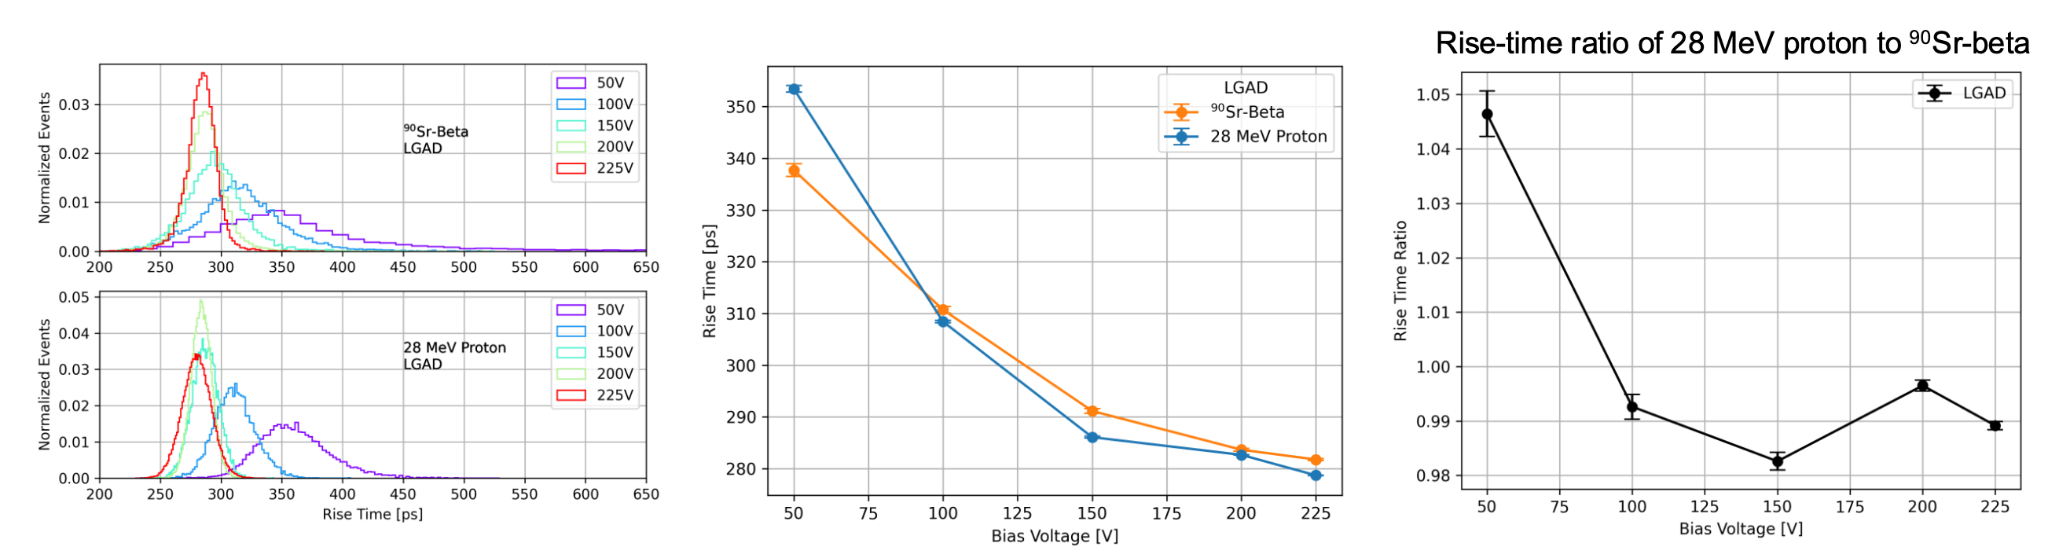 Normalized Events
0.03
0.02
0.01
0.00
⁹⁰Sr-Beta
LGAD
50V
100V
150V
200V
225V
200 250 300 350 400 450 500 550 600 650
Normalized Events
0.05
0.04
0.03
0.02
0.01
0.00
28 MeV Proton
LGAD
50V
100V
150V
200V
225V
200 250 300 350 400 450 500 550 600 650
Rise Time [ps]
Rise Time [ps]
350
340
330
320
310
300
290
280
LGAD
⁹⁰Sr-Beta
28 MeV Proton
50 75 100 125 150 175 200 225
Bias Voltage [V]
Rise-time ratio of 28 MeV proton to ⁹⁰Sr-beta
Rise Time Ratio
1.05
1.04
1.03
1.02
1.01
1.00
0.99
0.98
LGAD
50 75 100 125 150 175 200 225
Bias Voltage [V]